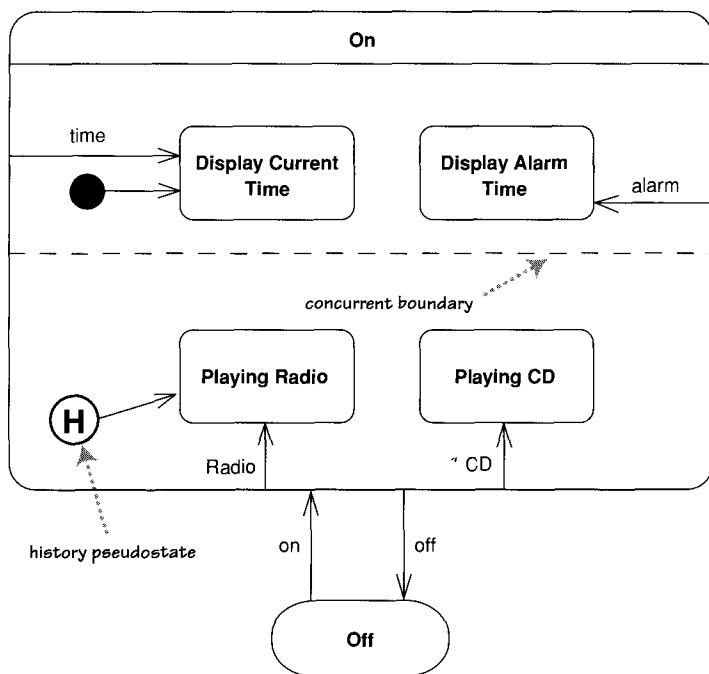 On
time
Display Current
Time
Display Alarm
Time
alarm
concurrent boundary
Playing Radio
Playing CD
H
Radio
CD
history pseudostate
on
off
Off